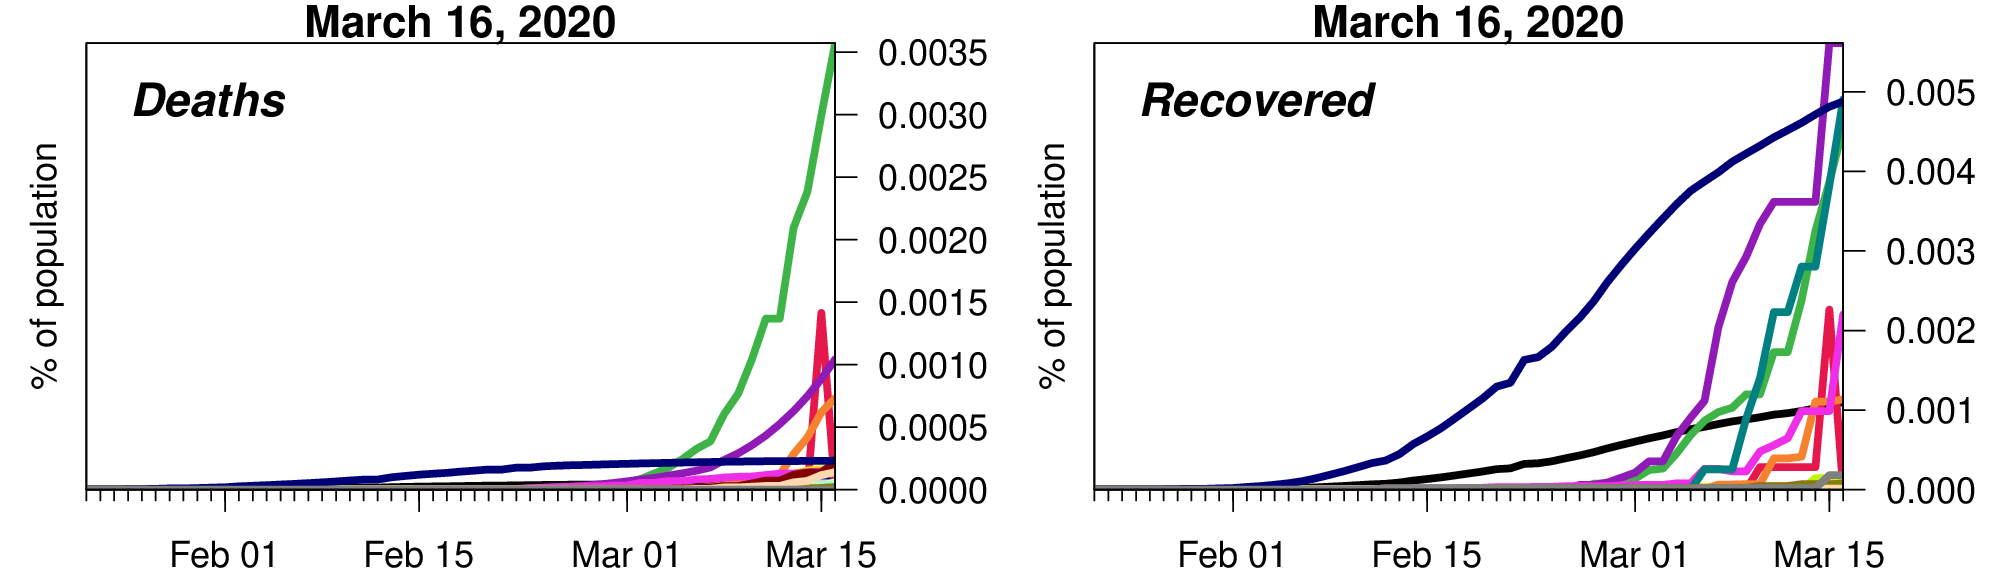 March 16, 2020
Deaths
% of population
0.0035
0.0030
0.0025
0.0020
0.0015
0.0010
0.0005
0.0000
Feb 01 Feb 15 Mar 01 Mar 15
March 16, 2020
Recovered
% of population
0.005
0.004
0.003
0.002
0.001
0.000
Feb 01 Feb 15 Mar 01 Mar 15